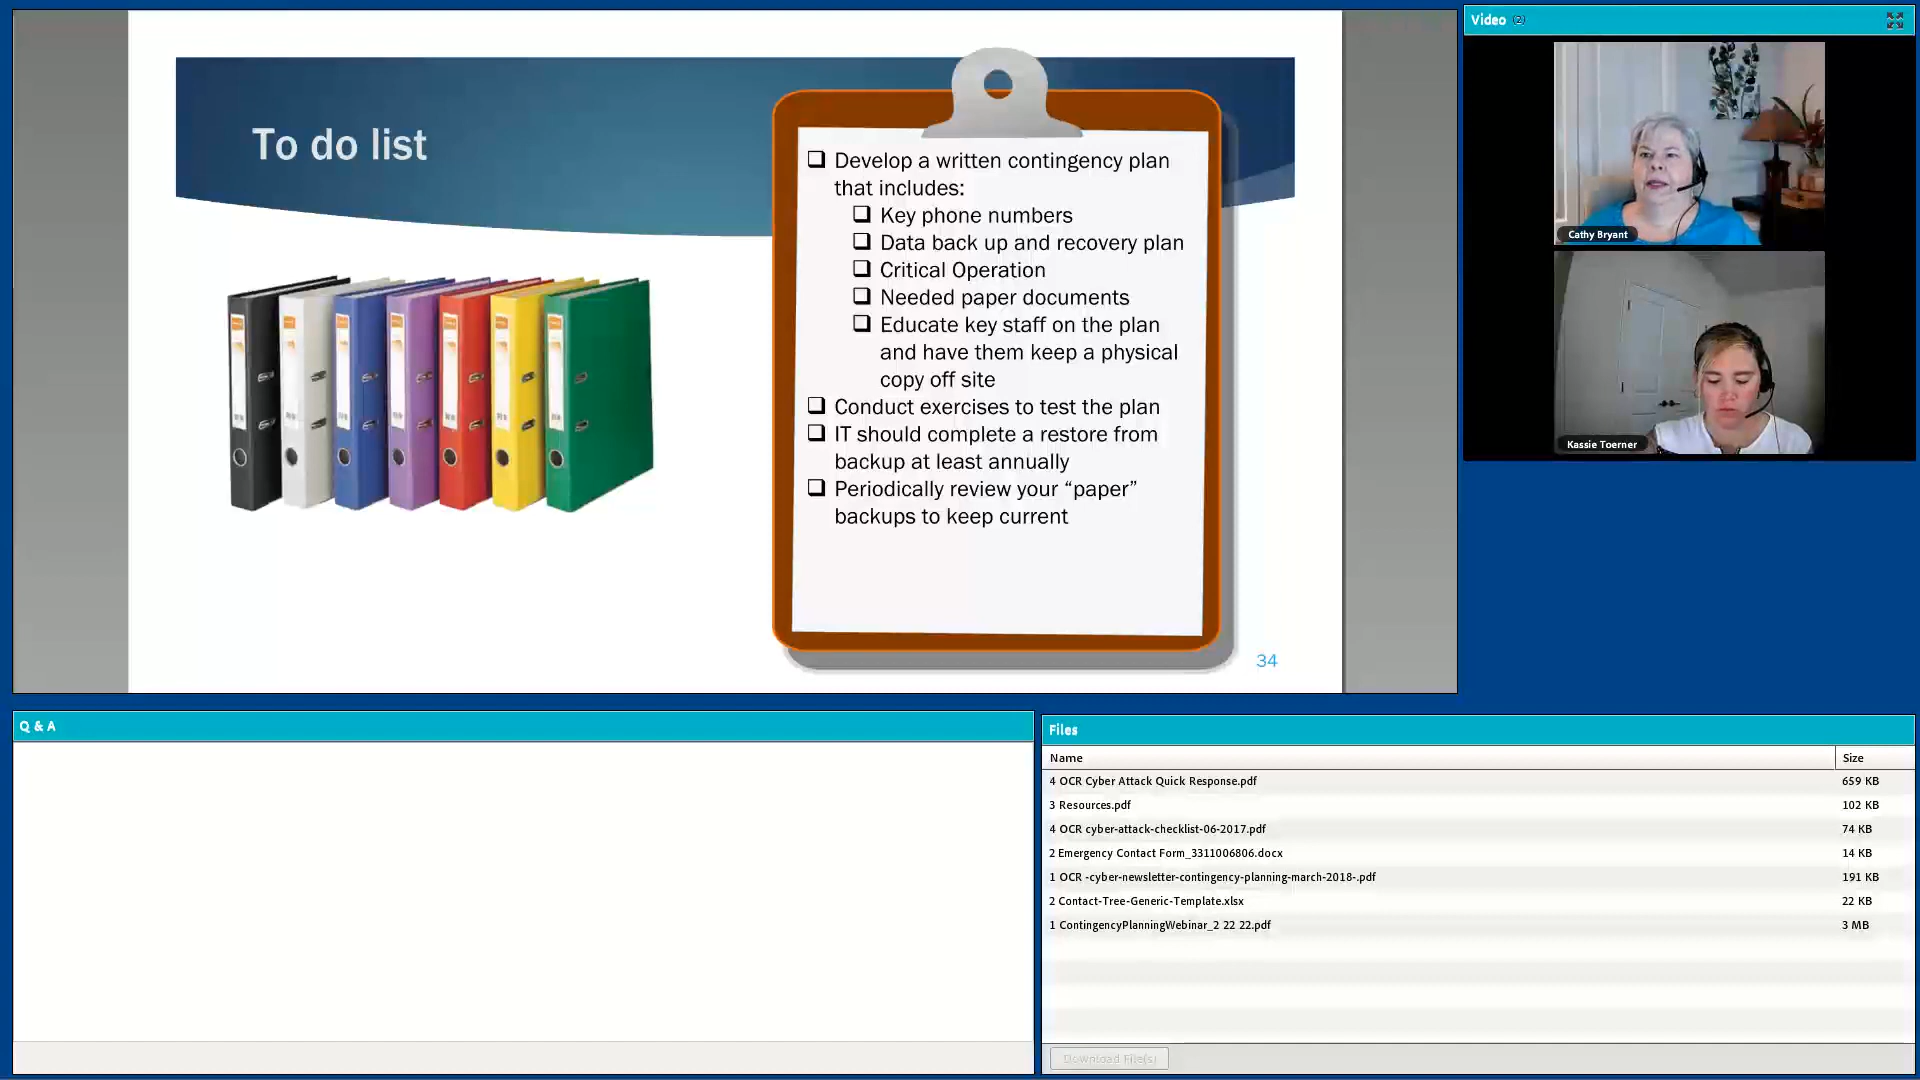 To do list
❑ Develop a written contingency plan
that includes:
❑ Key phone numbers
❑ Data back up and recovery plan
❑ Critical Operation
❑ Needed paper documents
❑ Educate key staff on the plan
and have them keep a physical
copy off site
❑ Conduct exercises to test the plan
❑ IT should complete a restore from
backup at least annually
❑ Periodically review your “paper”
backups to keep current
34
Video (2)
Cathy Bryant
Kassie Toerner
Q & A
Files
Name Size
4 OCR Cyber Attack Quick Response.pdf 659 KB
3 Resources.pdf 102 KB
4 OCR cyber-attack-checklist-06-2017.pdf 74 KB
2 Emergency Contact Form_3311006806.docx 14 KB
1 OCR -cyber-newsletter-contingency-planning-march-2018-.pdf 191 KB
2 Contact-Tree-Generic-Template.xlsx 22 KB
1 ContingencyPlanningWebinar_2 22 22.pdf 3 MB
Download File(s)